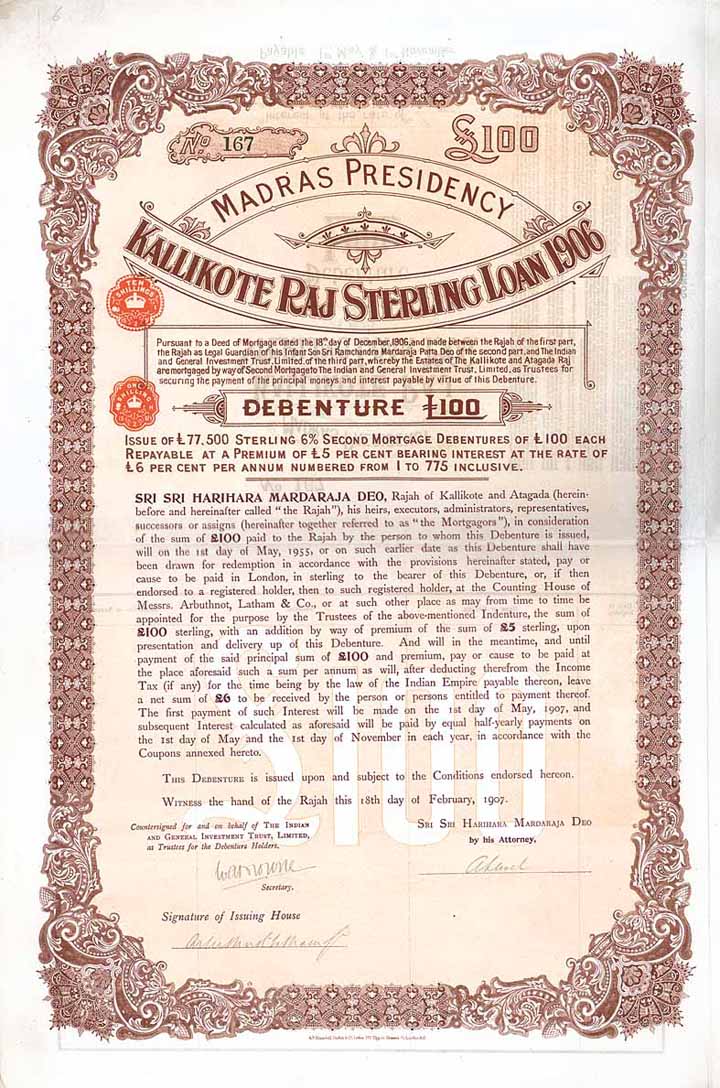 No. 167
£100
MADRAS PRESIDENCY
KALLIKOTE RAJ STERLING LOAN 1906
TEN SHILLINGS
Pursuant to a Deed of Mortgage dated the 18th day of December, 1906, and made between the Rajah of the first part,
the Rajah as Legal Guardian of his Infant Son Sri Ramchandra Mardaraja Patta Deo of the second part, and The Indian
and General Investment Trust, Limited, of the third part, whereby the Estates of The Kallikote and Atagada Raj
are mortgaged by way of Second Mortgage to The Indian and General Investment Trust, Limited, as Trustees for
securing the payment of the principal moneys and interest payable by virtue of this Debenture.
ONE SHILLING
DEBENTURE £100
ISSUE OF £77,500 STERLING 6% SECOND MORTGAGE DEBENTURES OF £100 EACH
REPAYABLE AT A PREMIUM OF £5 PER CENT BEARING INTEREST AT THE RATE OF
£6 PER CENT PER ANNUM NUMBERED FROM 1 TO 775 INCLUSIVE.
SRI SRI HARIHARA MARDARAJA DEO, Rajah of Kallikote and Atagada (herein-
before and hereinafter called "the Rajah"), his heirs, executors, administrators, representatives,
successors or assigns (hereinafter together referred to as "the Mortgagors"), in consideration
of the sum of £100 paid to the Rajah by the person to whom this Debenture is issued,
will on the 1st day of May, 1955, or on such earlier date as this Debenture shall have
been drawn for redemption in accordance with the provisions hereinafter stated, pay or
cause to be paid in London, in sterling to the bearer of this Debenture, or, if then
endorsed to a registered holder, then to such registered holder, at the Counting House of
Messrs. Arbuthnot, Latham & Co., or at such other place as may from time to time be
appointed for the purpose by the Trustees of the above-mentioned Indenture, the sum of
£100 sterling, with an addition by way of premium of the sum of £5 sterling, upon
presentation and delivery up of this Debenture. And will in the meantime, and until
payment of the said principal sum of £100 and premium, pay or cause to be paid at
the place aforesaid such a sum per annum as will, after deducting therefrom the Income
Tax (if any) for the time being by the law of the Indian Empire payable thereon, leave
a net sum of £6 to be received by the person or persons entitled to payment thereof.
The first payment of such Interest will be made on the 1st day of May, 1907, and
subsequent Interest calculated as aforesaid will be paid by equal half-yearly payments on
the 1st day of May and the 1st day of November in each year, in accordance with the
Coupons annexed hereto.
£100
THIS DEBENTURE is issued upon and subject to the Conditions endorsed hereon.
WITNESS the hand of the Rajah this 18th day of February, 1907.
Countersigned for and on behalf of THE INDIAN
AND GENERAL INVESTMENT TRUST, LIMITED,
as Trustees for the Debenture Holders.
Secretary.
SRI SRI HARIHARA MARDARAJA DEO
by his Attorney,
Signature of Issuing House